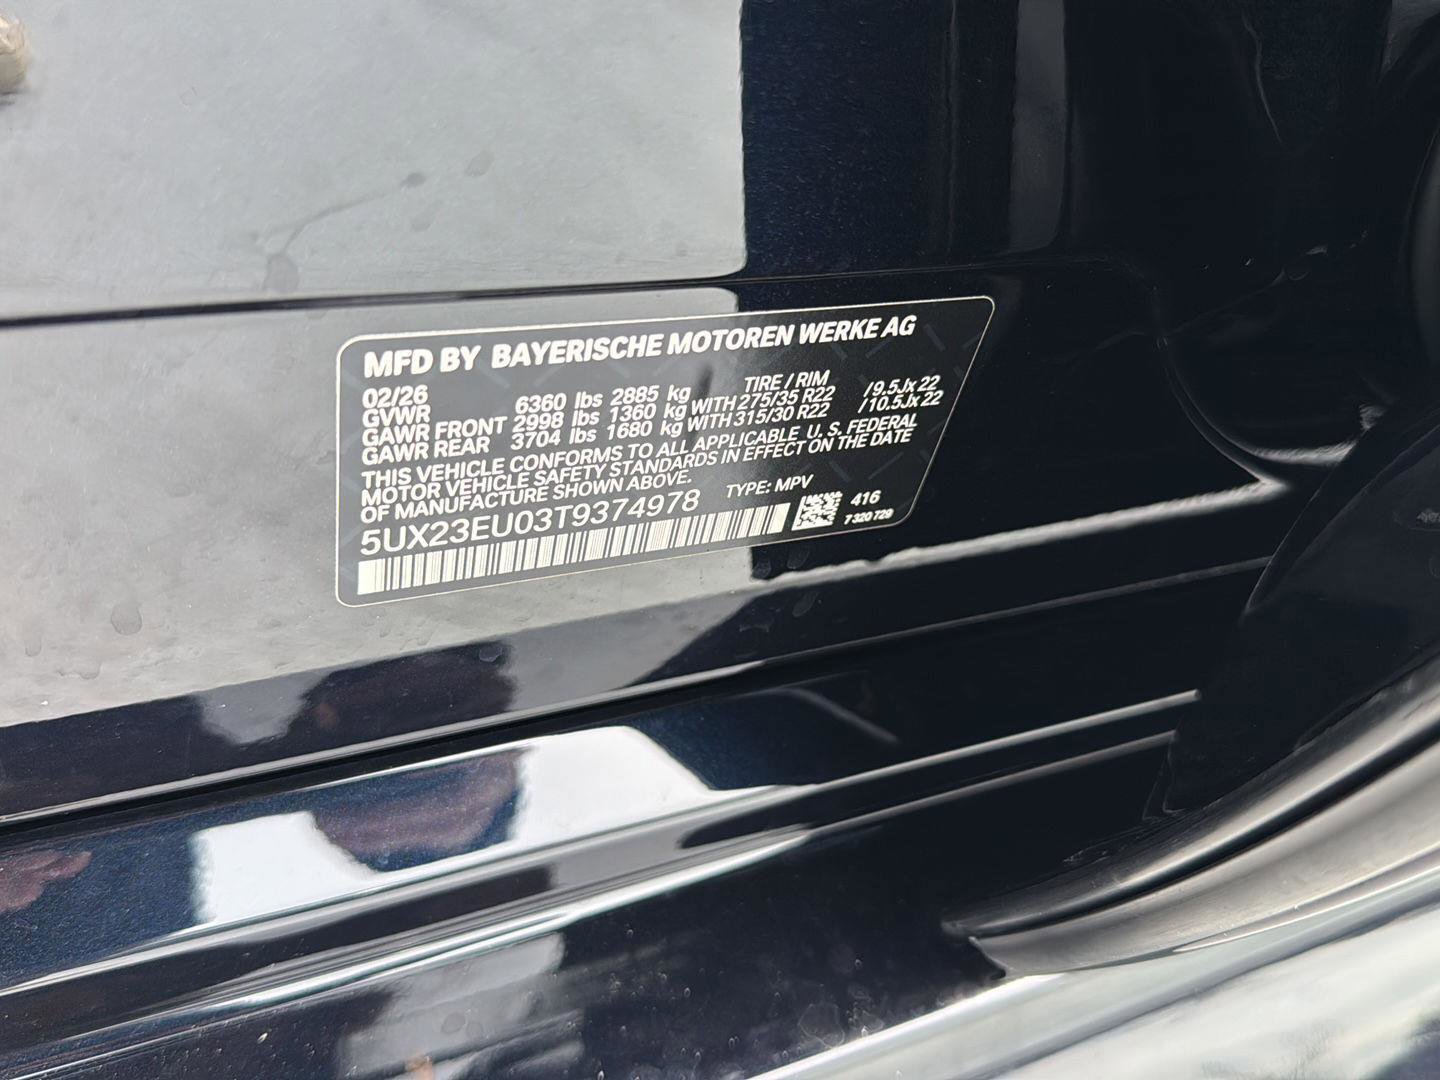 MFD BY BAYERISCHE MOTOREN WERKE AG
02/26 TIRE / RIM
GVWR 6360 lbs 2885 kg
GAWR FRONT 2998 lbs 1360 kg WITH 275/35 R22 /9.5Jx 22
GAWR REAR 3704 lbs 1680 kg WITH 315/30 R22 /10.5Jx 22
THIS VEHICLE CONFORMS TO ALL APPLICABLE U. S. FEDERAL
MOTOR VEHICLE SAFETY STANDARDS IN EFFECT ON THE DATE
OF MANUFACTURE SHOWN ABOVE. TYPE: MPV
5UX23EU03T9374978
416
7 320 729